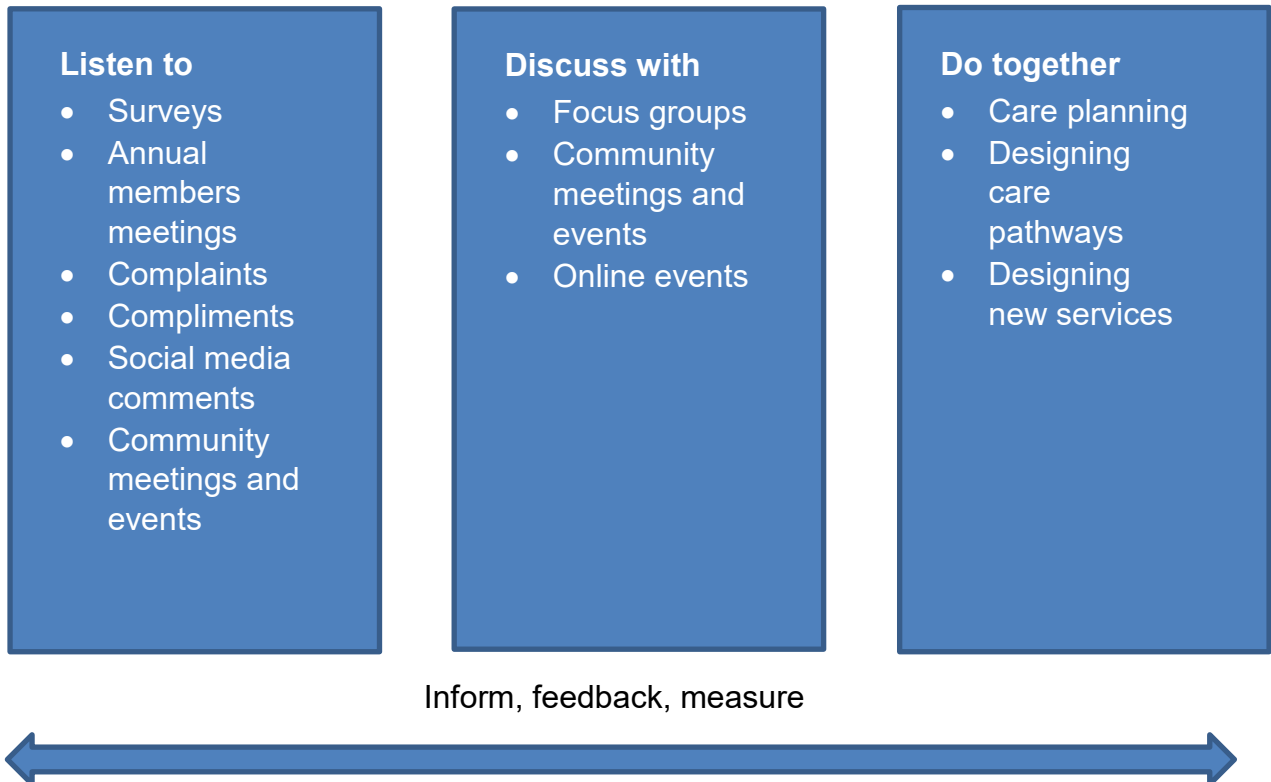 Listen to
• Surveys
• Annual
members
meetings
• Complaints
• Compliments
• Social media
comments
• Community
meetings and
events
Discuss with
• Focus groups
• Community
meetings and
events
• Online events
Do together
• Care planning
• Designing
care
pathways
• Designing
new services
Inform, feedback, measure